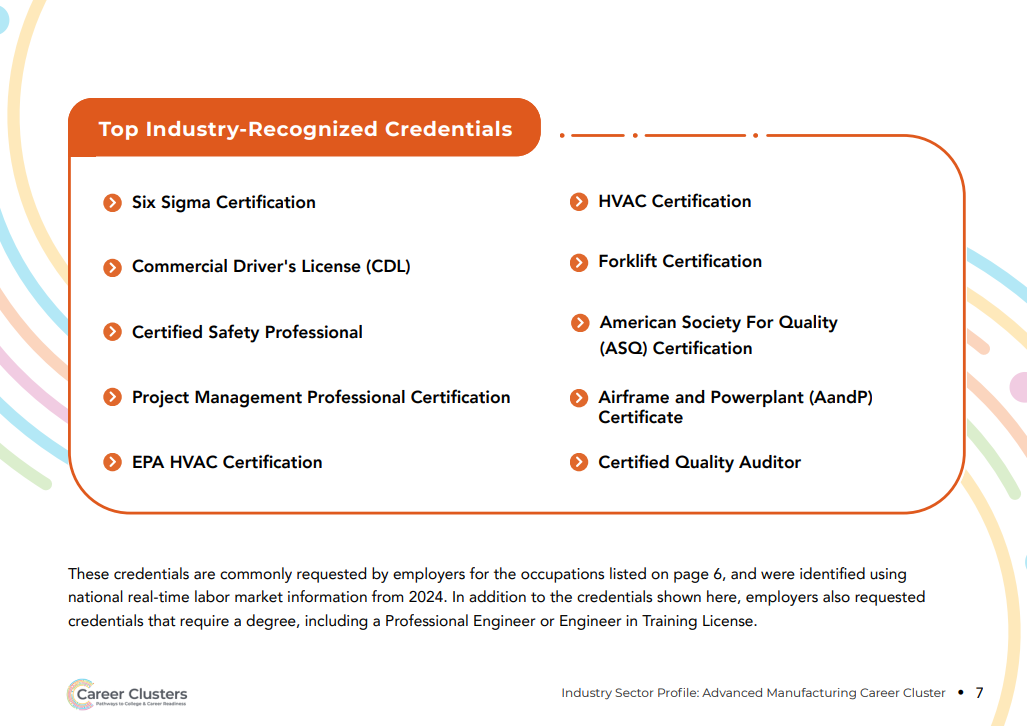 Top Industry-Recognized Credentials
Six Sigma Certification
Commercial Driver's License (CDL)
Certified Safety Professional
Project Management Professional Certification
EPA HVAC Certification
HVAC Certification
Forklift Certification
American Society For Quality
(ASQ) Certification
Airframe and Powerplant (AandP)
Certificate
Certified Quality Auditor
These credentials are commonly requested by employers for the occupations listed on page 6, and were identified using
national real-time labor market information from 2024. In addition to the credentials shown here, employers also requested
credentials that require a degree, including a Professional Engineer or Engineer in Training License.
Career Clusters
Pathways to College & Career Readiness
Industry Sector Profile: Advanced Manufacturing Career Cluster • 7